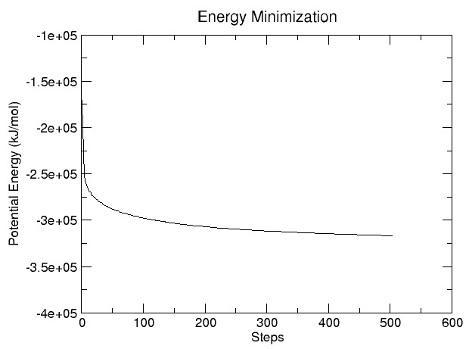 Energy Minimization
-1e+05
-1.5e+05
-2e+05
-2.5e+05
-3e+05
-3.5e+05
-4e+05
Potential Energy (kJ/mol)
0 100 200 300 400 500 600
Steps